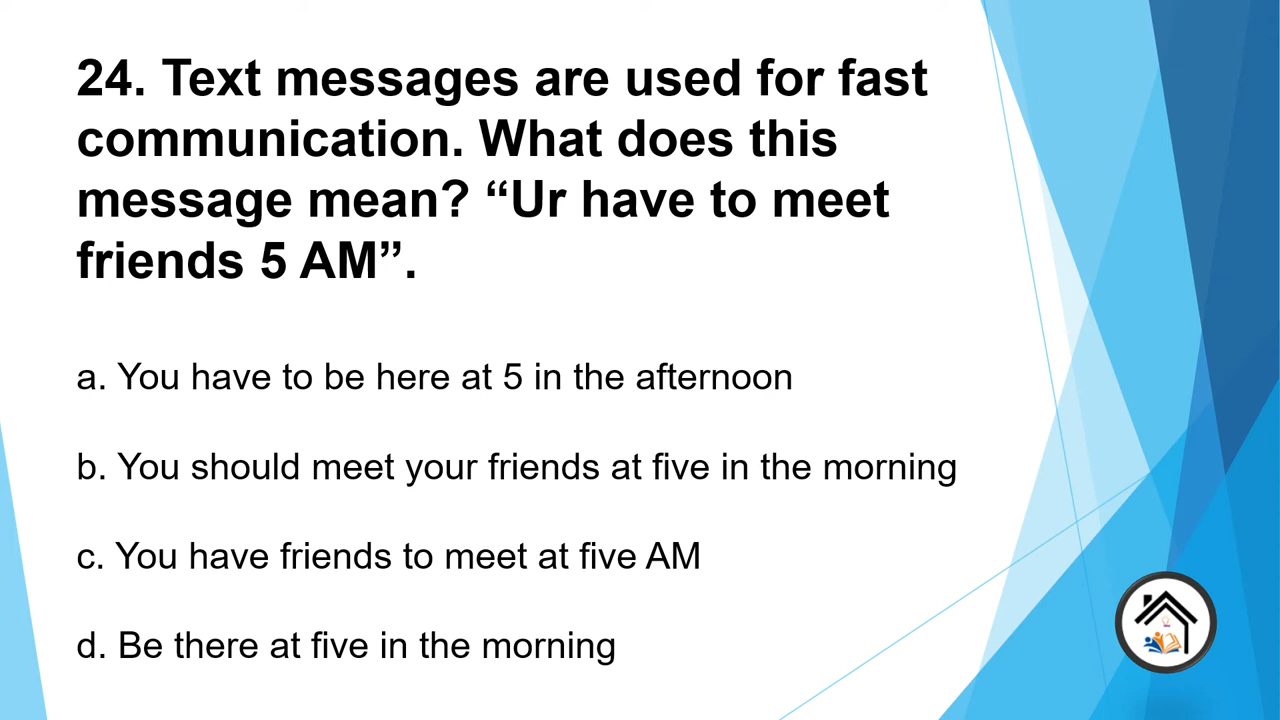 24. Text messages are used for fast
communication. What does this
message mean? “Ur have to meet
friends 5 AM”.
a. You have to be here at 5 in the afternoon
b. You should meet your friends at five in the morning
c. You have friends to meet at five AM
d. Be there at five in the morning